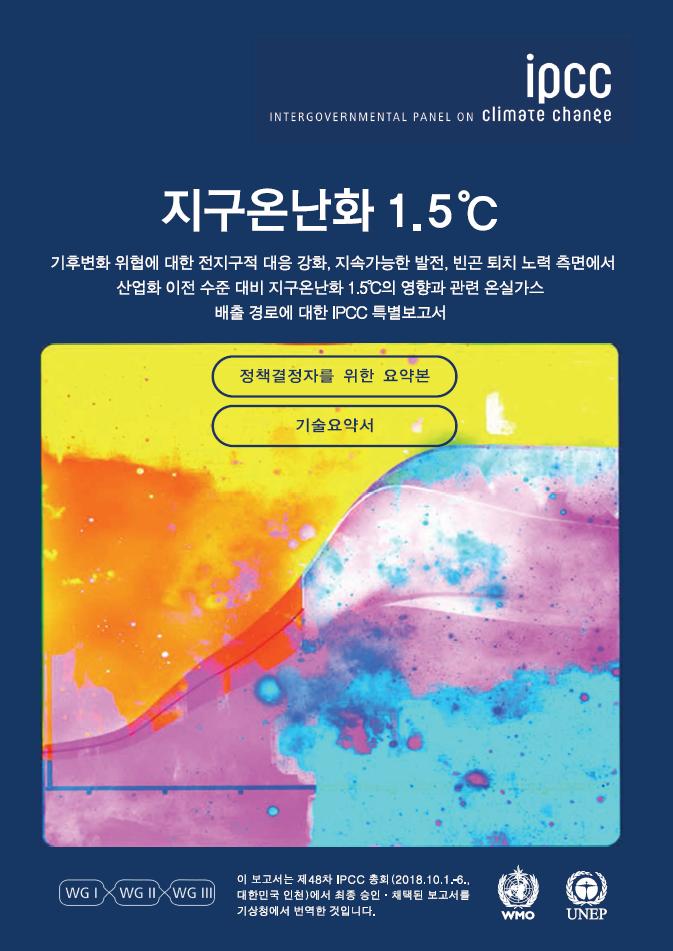 ipcc
INTERGOVERNMENTAL PANEL ON climate change
지구온난화 1.5℃
기후변화 위협에 대한 전지구적 대응 강화, 지속가능한 발전, 빈곤 퇴치 노력 측면에서
산업화 이전 수준 대비 지구온난화 1.5℃의 영향과 관련 온실가스
배출 경로에 대한 IPCC 특별보고서
정책결정자를 위한 요약본
기술요약서
WG I WG II WG III
이 보고서는 제48차 IPCC 총회(2018.10.1.-6.,
대한민국 인천)에서 최종 승인·채택된 보고서를
기상청에서 번역한 것입니다.
WMO
UNEP